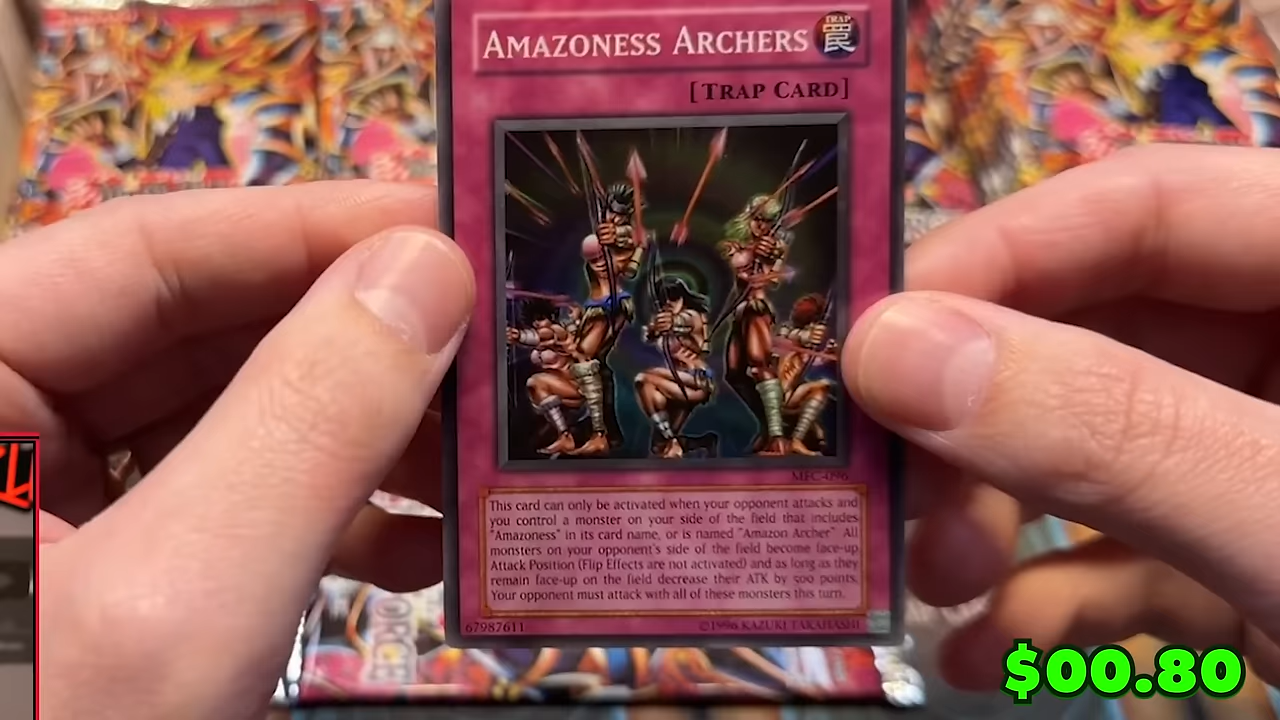 AMAZONESS ARCHERS
TRAP
罠
[TRAP CARD]
MFC-096
This card can only be activated when your opponent attacks and
you control a monster on your side of the field that includes
"Amazoness" in its card name, or is named "Amazon Archer". All
monsters on your opponent's side of the field become face-up
Attack Position (Flip Effects are not activated) and as long as they
remain face-up on the field decrease their ATK by 500 points.
Your opponent must attack with all of these monsters this turn.
67987611
©1996 KAZUKI TAKAHASHI
$00.80